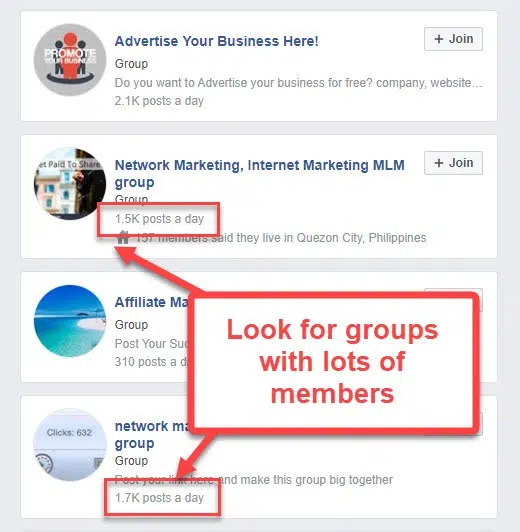 PROMOTE
YOUR BUSINESS
Advertise Your Business Here!
+ Join
Group
Do you want to Advertise your business for free? company, website…
2.1K posts a day
et Paid To Share
Network Marketing, Internet Marketing MLM
group
+ Join
Group
1.5K posts a day
157 members said they live in Quezon City, Philippines
Affiliate Ma
Group
Post Your Suc
310 posts a day
Look for groups
with lots of
members
Clicks: 632
network ma
group
Group
Post your link here and make this group big together
1.7K posts a day